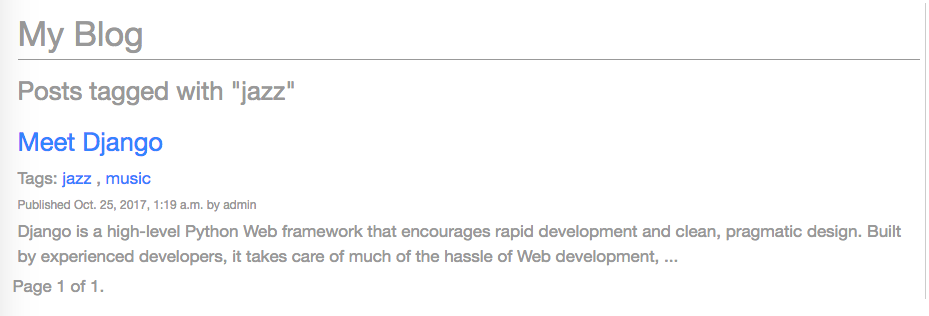 My Blog
Posts tagged with "jazz"
Meet Django
Tags: jazz , music
Published Oct. 25, 2017, 1:19 a.m. by admin
Django is a high-level Python Web framework that encourages rapid development and clean, pragmatic design. Built
by experienced developers, it takes care of much of the hassle of Web development, ...
Page 1 of 1.